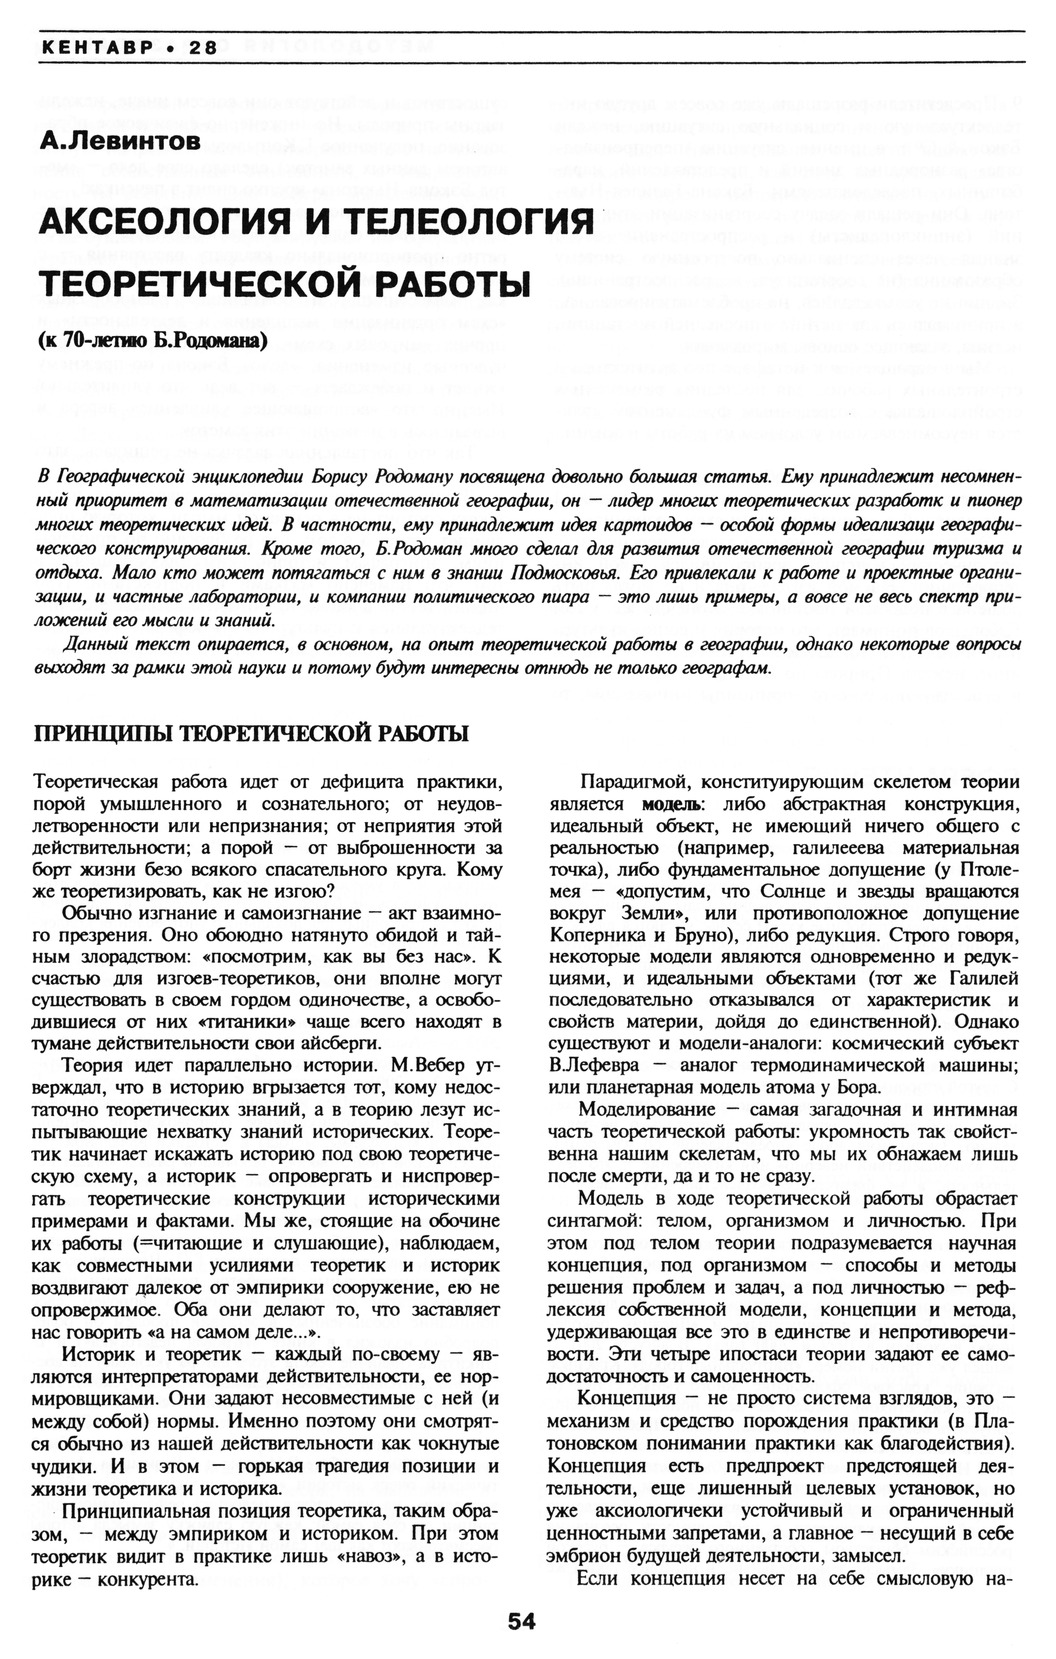 КЕНТАВР • 28
А.Левинтов
АКСЕОЛОГИЯ И ТЕЛЕОЛОГИЯ
ТЕОРЕТИЧЕСКОЙ РАБОТЫ
(к 70-летию Б.Родомана)
В Географической энциклопедии Борису Родоману посвящена довольно большая статья. Ему принадлежит несомнен-
ный приоритет в математизации отечественной географии, он — лидер многих теоретических разработк и пионер
многих теоретических идей. В частности, ему принадлежит идея картоидов — особой формы идеализаци географи-
ческого конструирования. Кроме того, Б.Родоман много сделал для развития отечественной географии туризма и
отдыха. Мало кто может потягаться с ним в знании Подмосковья. Его привлекали к работе и проектные органи-
зации, и частные лаборатории, и компании политического пиара — это лишь примеры, а вовсе не весь спектр при-
ложений его мысли и знаний.
Данный текст опирается, в основном, на опыт теоретической работы в географии, однако некоторые вопросы
выходят за рамки этой науки и потому будут интересны отнюдь не только географам.
ПРИНЦИПЫ ТЕОРЕТИЧЕСКОЙ РАБОТЫ
Теоретическая работа идет от дефицита практики,
порой умышленного и сознательного; от неудов-
летворенности или непризнания; от неприятия этой
действительности; а порой — от выброшенности за
борт жизни безо всякого спасательного круга. Кому
же теоретизировать, как не изгою?
Обычно изгнание и самоизгнание — акт взаимно-
го презрения. Оно обоюдно натянуто обидой и тай-
ным злорадством: «посмотрим, как вы без нас». К
счастью для изгоев-теоретиков, они вполне могут
существовать в своем гордом одиночестве, а освобо-
дившиеся от них «титаники» чаще всего находят в
тумане действительности свои айсберги.
Теория идет параллельно истории. М.Вебер ут-
верждал, что в историю вгрызается тот, кому недос-
таточно теоретических знаний, а в теорию лезут ис-
пытывающие нехватку знаний исторических. Теоре-
тик начинает искажать историю под свою теоретиче-
скую схему, а историк — опровергать и ниспровер-
гать теоретические конструкции историческими
примерами и фактами. Мы же, стоящие на обочине
их работы (=читающие и слушающие), наблюдаем,
как совместными усилиями теоретик и историк
воздвигают далекое от эмпирики сооружение, ею не
опровержимое. Оба они делают то, что заставляет
нас говорить «а на самом деле...».
Историк и теоретик — каждый по-своему — яв-
ляются интерпретаторами действительности, ее нор-
мировщиками. Они задают несовместимые с ней (и
между собой) нормы. Именно поэтому они смотрят-
ся обычно из нашей действительности как чокнутые
чудики. И в этом — горькая трагедия позиции и
жизни теоретика и историка.
Принципиальная позиция теоретика, таким обра-
зом, — между эмпириком и историком. При этом
теоретик видит в практике лишь «навоз», а в исто-
рике — конкурента.
Парадигмой, конституирующим скелетом теории
является модель: либо абстрактная конструкция,
идеальный объект, не имеющий ничего общего с
реальностью (например, галилееева материальная
точка), либо фундаментальное допущение (у Птоле-
мея — «допустим, что Солнце и звезды вращаются
вокруг Земли», или противоположное допущение
Коперника и Бруно), либо редукция. Строго говоря,
некоторые модели являются одновременно и редук-
циями, и идеальными объектами (тот же Галилей
последовательно отказывался от характеристик и
свойств материи, дойдя до единственной). Однако
существуют и модели-аналоги: космический субъект
В.Лефевра — аналог термодинамической машины;
или планетарная модель атома у Бора.
Моделирование — самая загадочная и интимная
часть теоретической работы: укромность так свойст-
венна нашим скелетам, что мы их обнажаем лишь
после смерти, да и то не сразу.
Модель в ходе теоретической работы обрастает
синтагмой: телом, организмом и личностью. При
этом под телом теории подразумевается научная
концепция, под организмом — способы и методы
решения проблем и задач, а под личностью — реф-
лексия собственной модели, концепции и метода,
удерживающая все это в единстве и непротиворечи-
вости. Эти четыре ипостаси теории задают ее само-
достаточность и самоценность.
Концепция — не просто система взглядов, это —
механизм и средство порождения практики (в Пла-
тоновском понимании практики как благодействия).
Концепция есть предпроект предстоящей дея-
тельности, еще лишенный целевых установок, но
уже аксиологичеки устойчивый и ограниченный
ценностными запретами, а главное — несущий в себе
эмбрион будущей деятельности, замысел.
Если концепция несет на себе смысловую на-
54